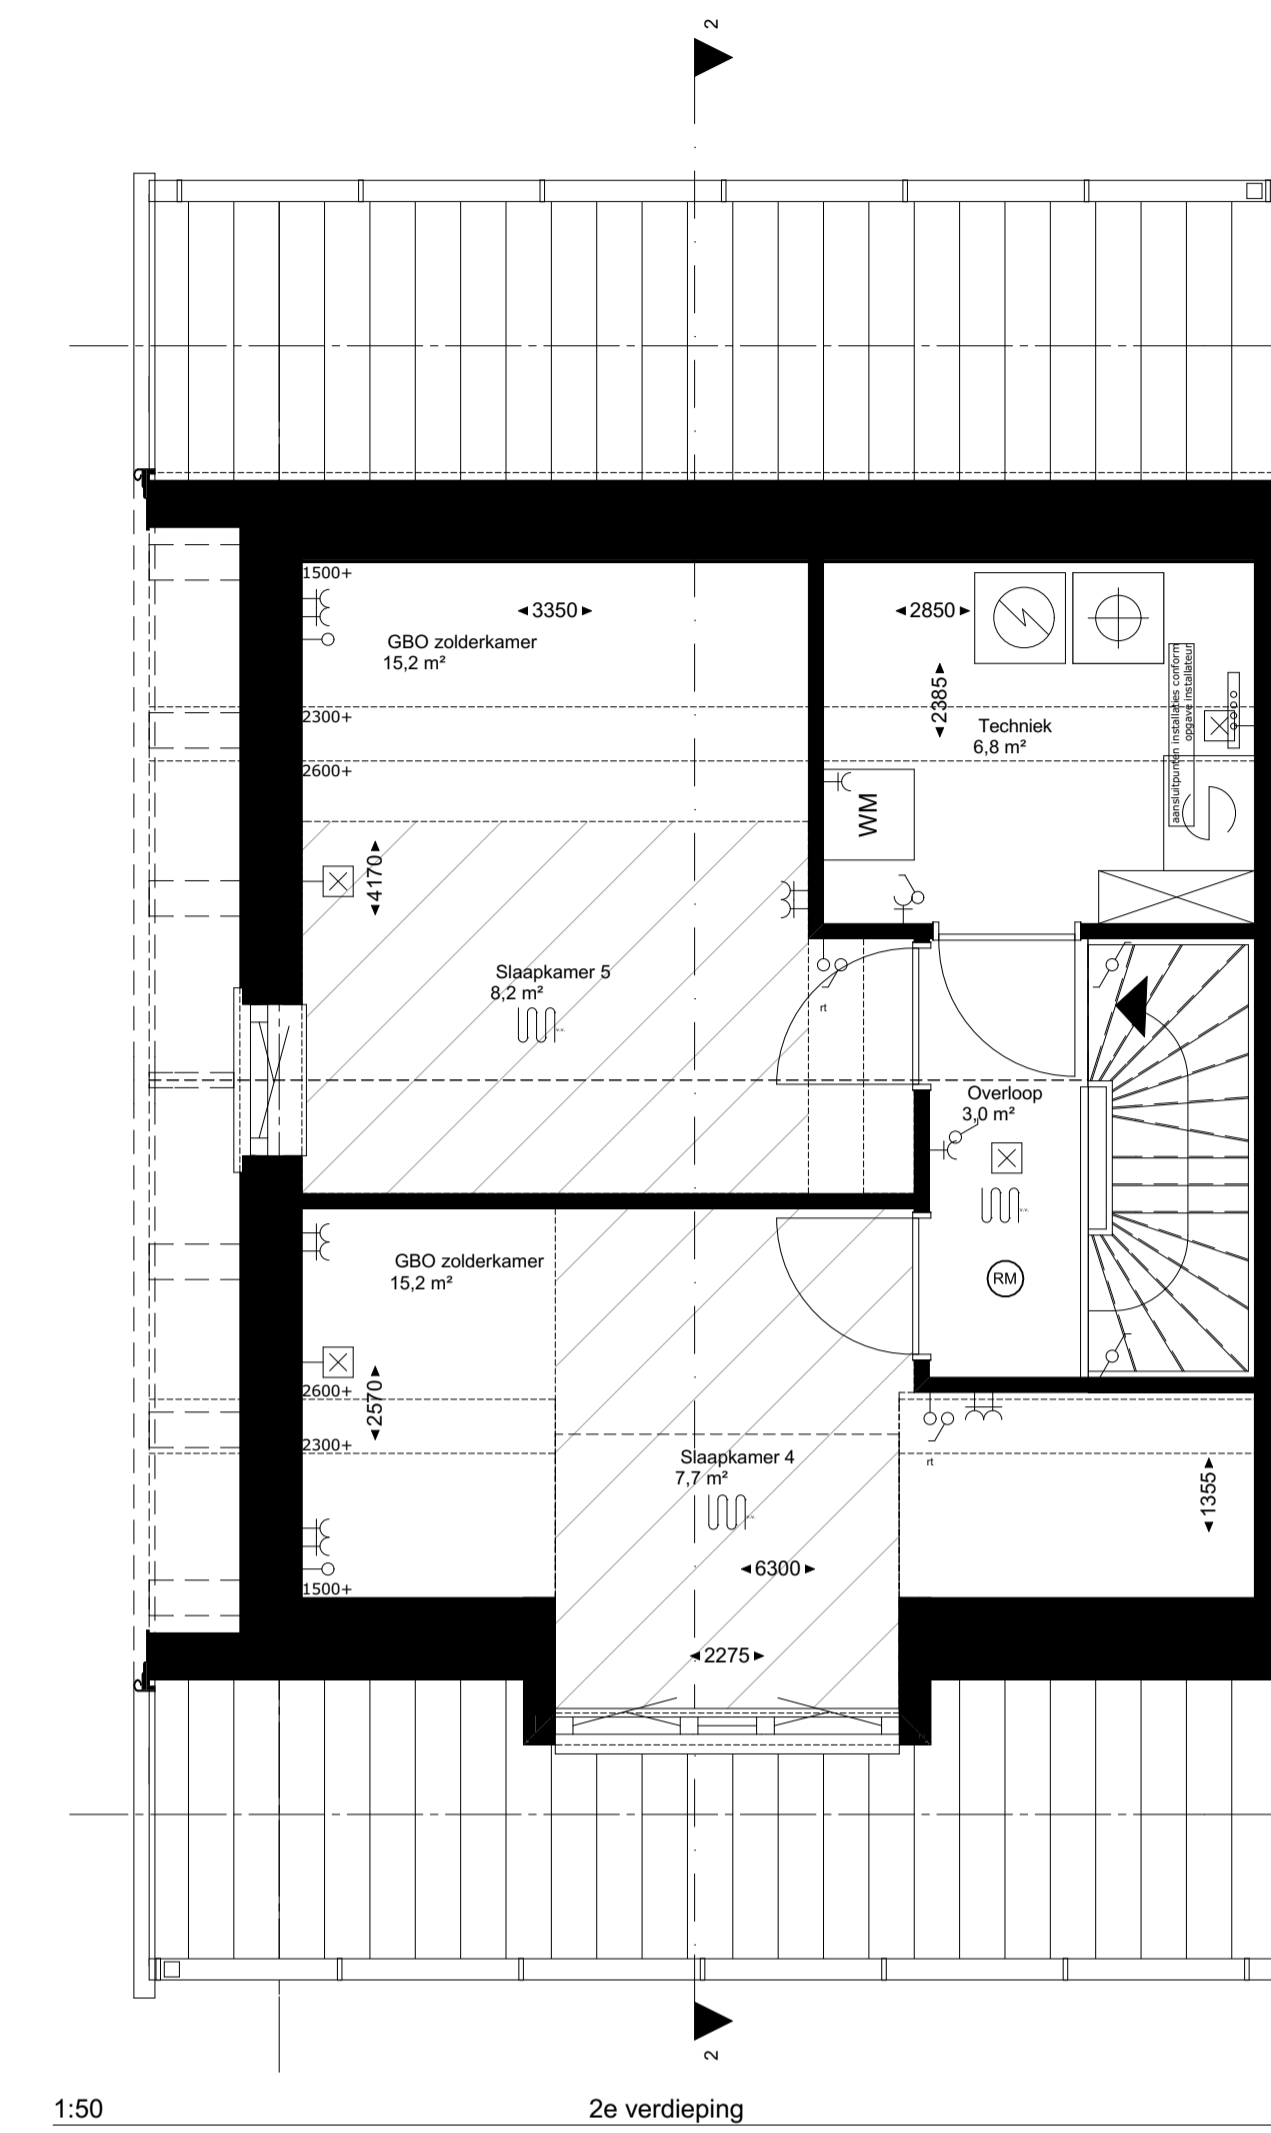 2
1500+
3350
GBO zolderkamer
15,2 m²
2850
2385
aansluitpunten installaties conform
opgave installateur
2300+
Techniek
6,8 m²
2600+
WM
4170
Slaapkamer 5
8,2 m²
v.v.
rt
Overloop
3,0 m²
v.v.
GBO zolderkamer
15,2 m²
RM
2600+
2570
2300+
Slaapkamer 4
7,7 m²
v.v.
rt
1355
6300
1500+
2275
2
1:50
2e verdieping